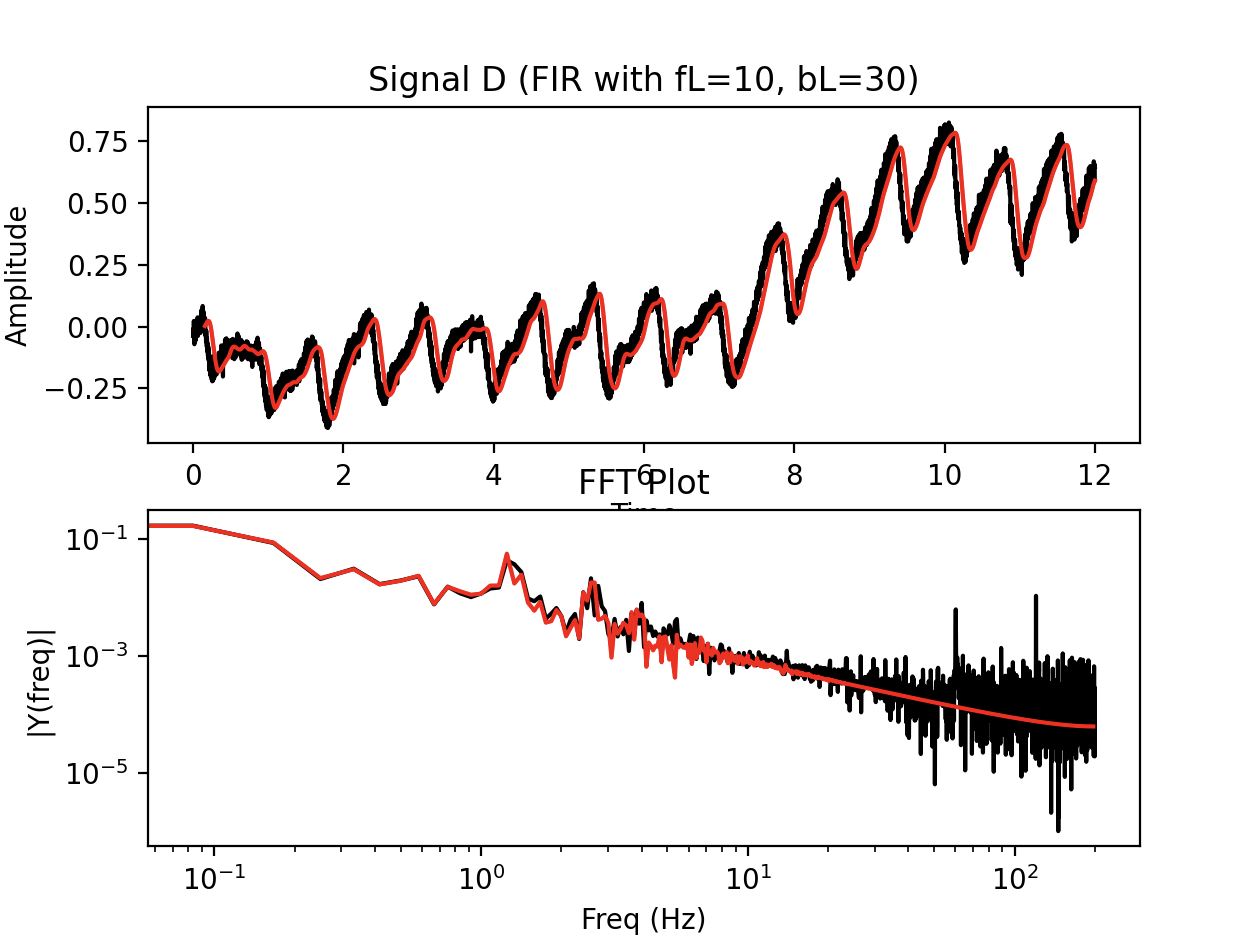 Signal D (FIR with fL=10, bL=30)
Amplitude
0.75
0.50
0.25
0.00
−0.25
0 2 4 6 8 10 12
Time
FFT Plot
|Y(freq)|
10⁻¹
10⁻³
10⁻⁵
10⁻¹ 10⁰ 10¹ 10²
Freq (Hz)